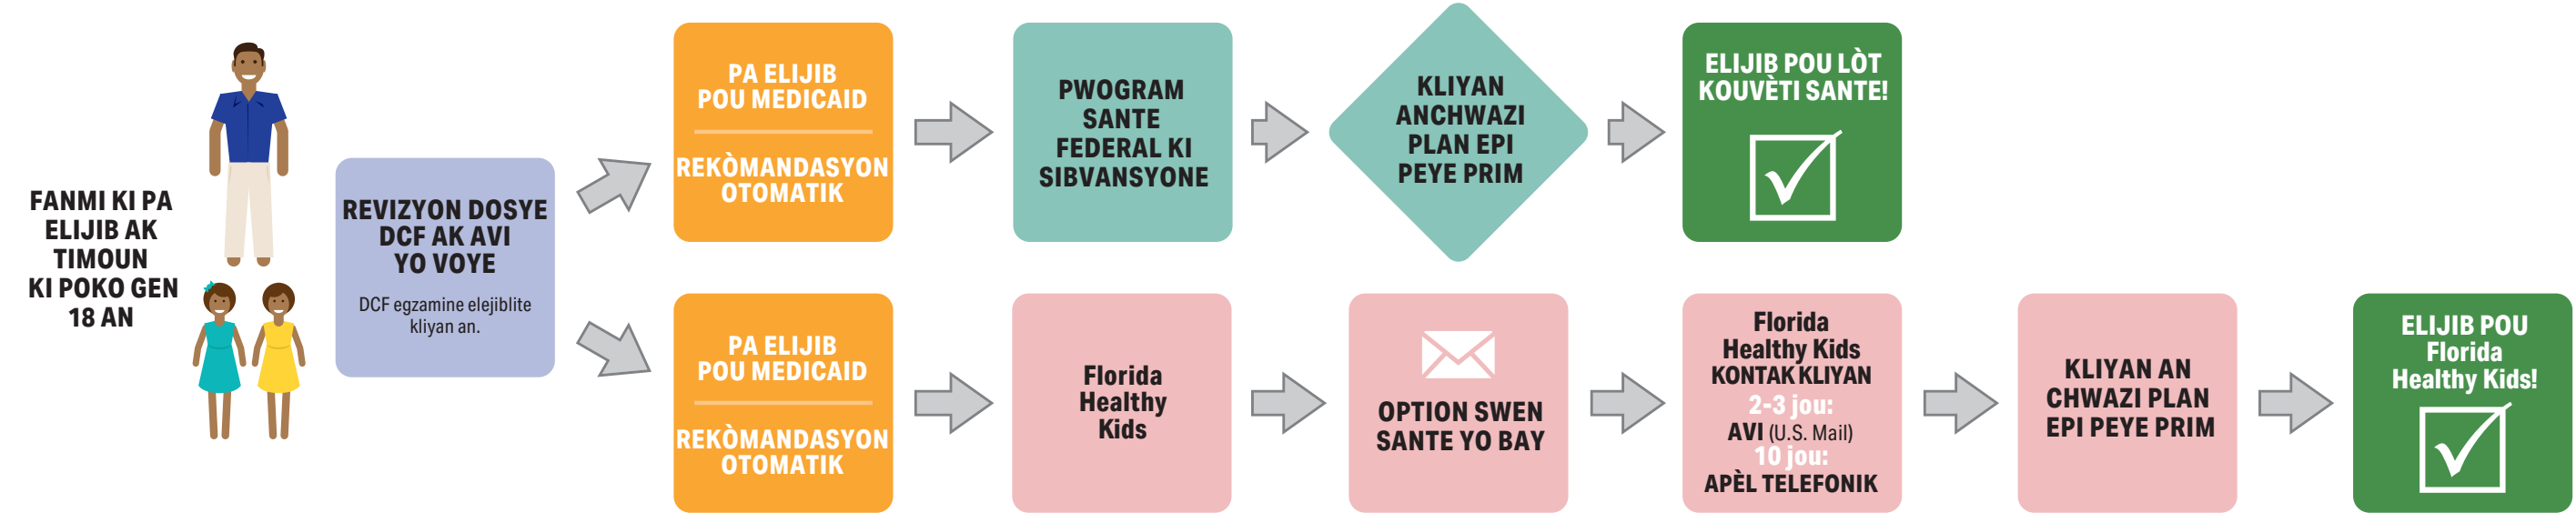 FANMI KI PA
ELIJIB AK
TIMOUN
KI POKO GEN
18 AN
REVIZYON DOSYE
DCF AK AVI
YO VOYE
DCF egzamine elejiblite
kliyan an.
PA ELIJIB
POU MEDICAID
REKÒMANDASYON
OTOMATIK
PWOGRAM
SANTE
FEDERAL KI
SIBVANSYONE
KLIYAN
ANCHWAZI
PLAN EPI
PEYE PRIM
ELIJIB POU LÒT
KOUVÈTI SANTE!
PA ELIJIB
POU MEDICAID
REKÒMANDASYON
OTOMATIK
Florida
Healthy
Kids
OPTION SWEN
SANTE YO BAY
Florida
Healthy Kids
KONTAK KLIYAN
2-3 jou:
AVI (U.S. Mail)
10 jou:
APÈL TELEFONIK
KLIYAN AN
CHWAZI PLAN
EPI PEYE PRIM
ELIJIB POU
Florida
Healthy Kids!